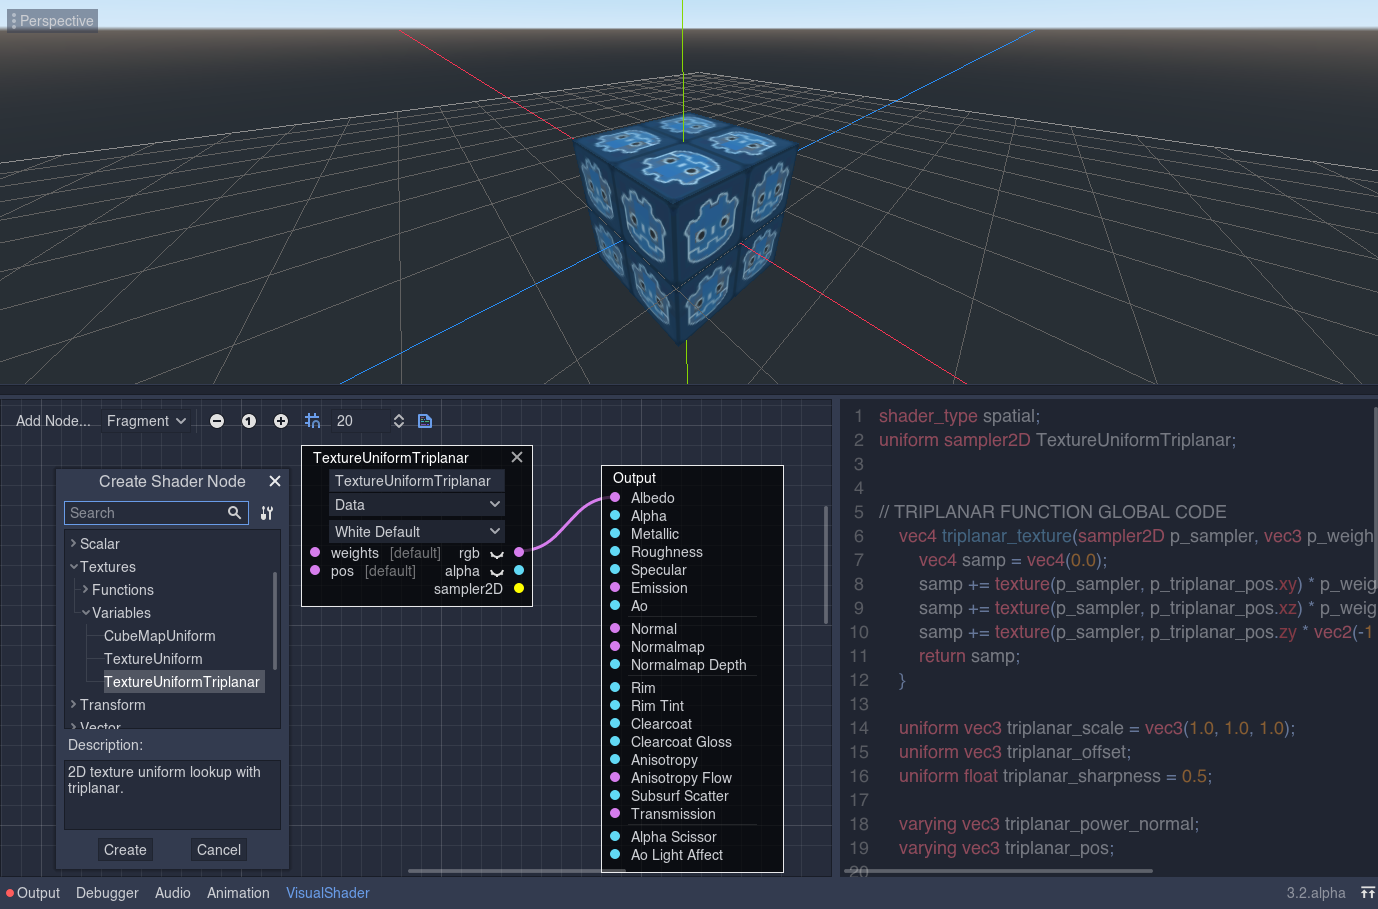 Perspective
Add Node...
Fragment
1
20
Create Shader Node
Search
Scalar
Textures
Functions
Variables
CubeMapUniform
TextureUniform
TextureUniformTriplanar
Transform
Vector
Description:
2D texture uniform lookup with
triplanar.
Create
Cancel
TextureUniformTriplanar
TextureUniformTriplanar
Data
White Default
weights [default] rgb
pos [default] alpha
sampler2D
Output
Albedo
Alpha
Metallic
Roughness
Specular
Emission
Ao
Normal
Normalmap
Normalmap Depth
Rim
Rim Tint
Clearcoat
Clearcoat Gloss
Anisotropy
Anisotropy Flow
Subsurf Scatter
Transmission
Alpha Scissor
Ao Light Affect
1 shader_type spatial;
2 uniform sampler2D TextureUniformTriplanar;
3
4
5 // TRIPLANAR FUNCTION GLOBAL CODE
6 vec4 triplanar_texture(sampler2D p_sampler, vec3 p_weigh
7 vec4 samp = vec4(0.0);
8 samp += texture(p_sampler, p_triplanar_pos.xy) * p_weig
9 samp += texture(p_sampler, p_triplanar_pos.xz) * p_weig
10 samp += texture(p_sampler, p_triplanar_pos.zy * vec2(-1
11 return samp;
12 }
13
14 uniform vec3 triplanar_scale = vec3(1.0, 1.0, 1.0);
15 uniform vec3 triplanar_offset;
16 uniform float triplanar_sharpness = 0.5;
17
18 varying vec3 triplanar_power_normal;
19 varying vec3 triplanar_pos;
20
Output Debugger Audio Animation VisualShader
3.2.alpha